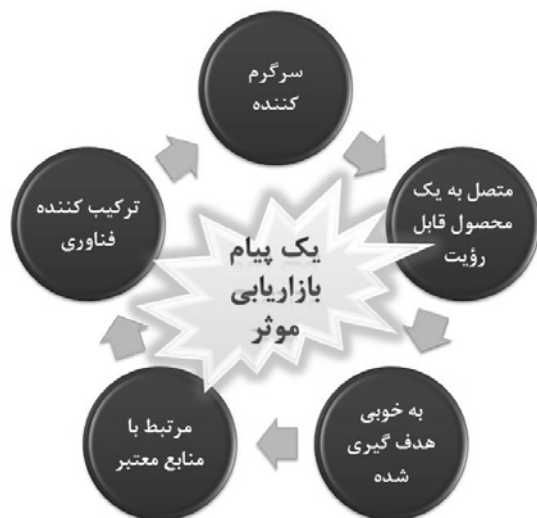 سرگرم
کننده
متصل به یک
محصول قابل
رؤیت
به خوبی
هدف گیری
شده
مرتبط با
منابع معتبر
ترکیب کننده
فناوری
یک پیام
بازاریابی
موثر